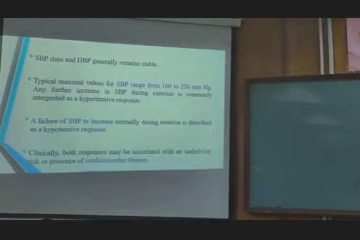 SBP rises and DBP generally remains stable.
Typical maximal values for SBP range from 160 to 220 mm Hg.
Any further increase in SBP during exercise is commonly
interpreted as a hypotensive response.
A failure of SBP to increase normally during exercise is described
as a hypotensive response.
Clinically, both responses may be associated with an underlying
risk or presence of cardiovascular disease.